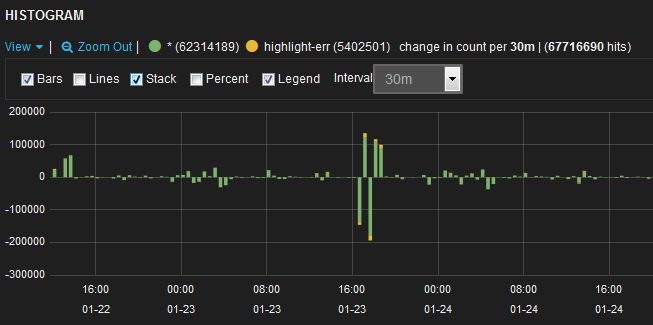 HISTOGRAM
View | Zoom Out | * (62314189) highlight-err (5402501) change in count per 30m | (67716690 hits)
Bars Lines Stack Percent Legend Interval 30m
200000
100000
0
-100000
-200000
-300000
16:00 00:00 08:00 16:00 00:00 08:00 16:00
01-22 01-23 01-23 01-23 01-24 01-24 01-24